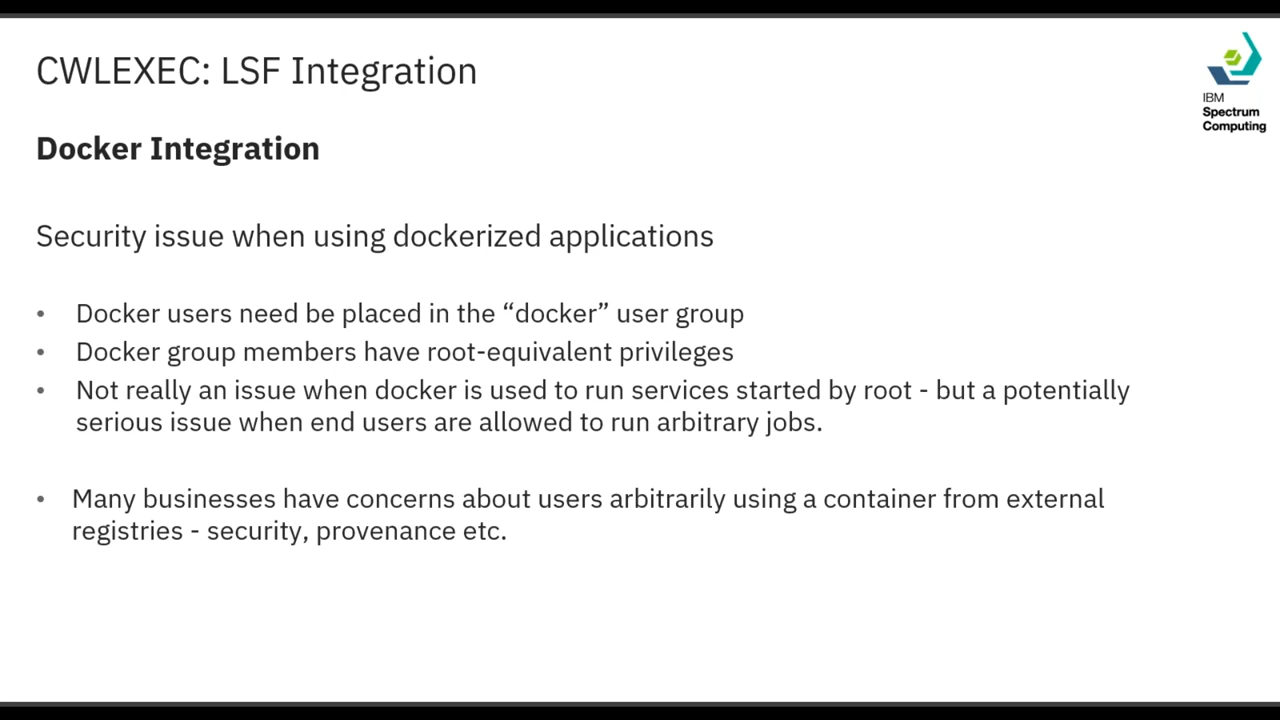 CWLEXEC: LSF Integration
IBM
Spectrum
Computing
Docker Integration
Security issue when using dockerized applications
• Docker users need be placed in the “docker” user group
• Docker group members have root-equivalent privileges
• Not really an issue when docker is used to run services started by root - but a potentially
serious issue when end users are allowed to run arbitrary jobs.
• Many businesses have concerns about users arbitrarily using a container from external
registries - security, provenance etc.